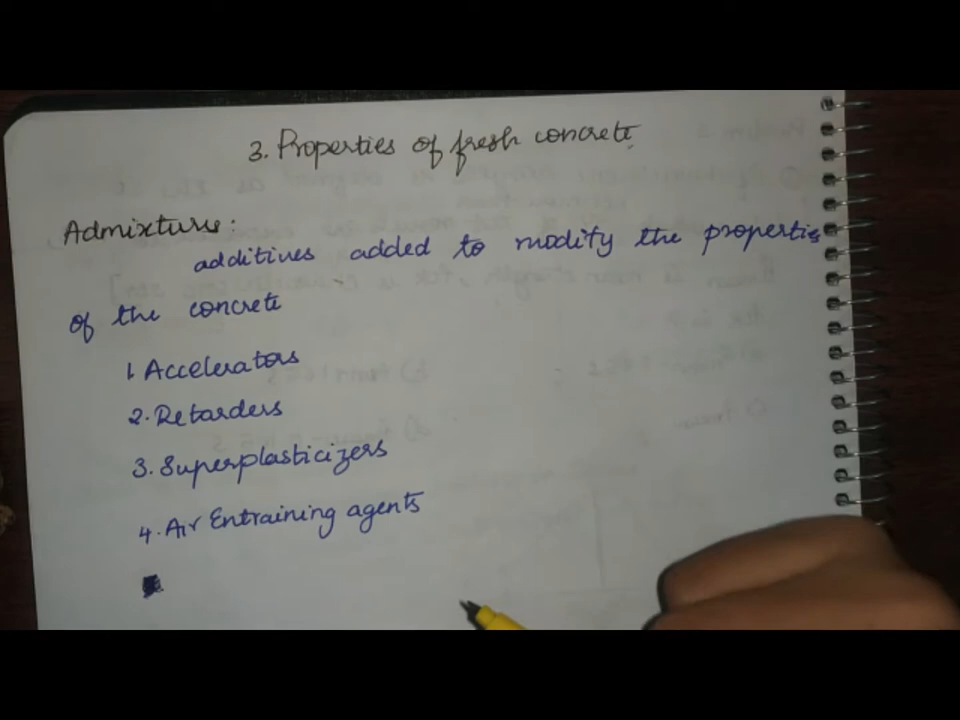 3. Properties of fresh concrete
Admixture:
additives added to modify the properties
of the concrete
1 Accelerators
2. Retarders
3. Superplasticizers
4. Air Entraining agents